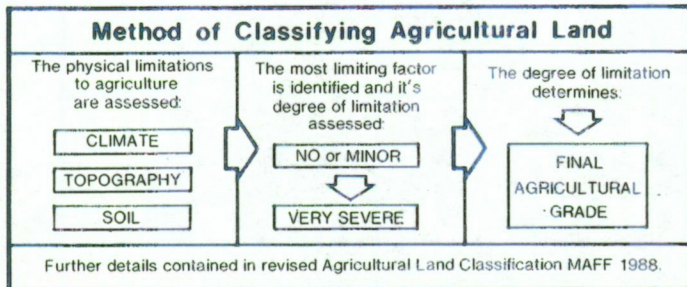 Method of Classifying Agricultural Land
The physical limitations
to agriculture
are assessed:
CLIMATE
TOPOGRAPHY
SOIL
The most limiting factor
is identified and it's
degree of limitation
assessed:
NO or MINOR
VERY SEVERE
The degree of limitation
determines:
FINAL
AGRICULTURAL
GRADE
Further details contained in revised Agricultural Land Classification MAFF 1988.